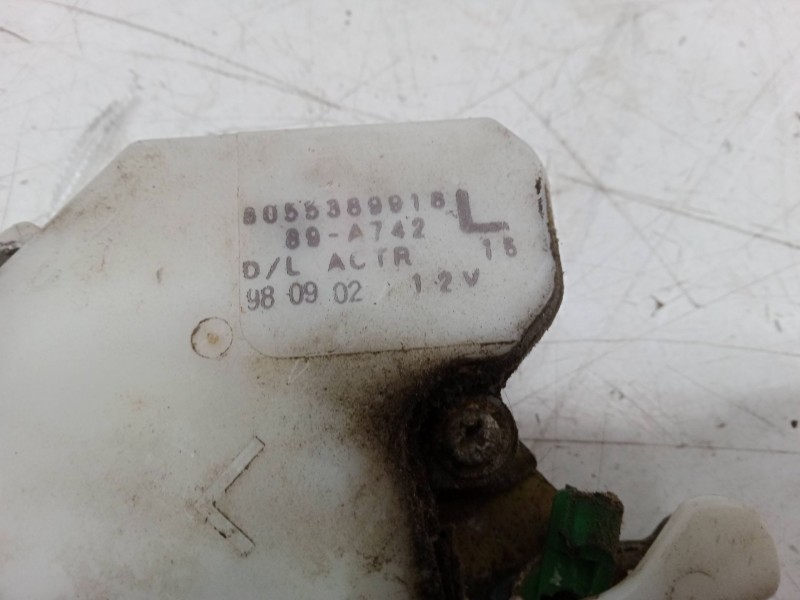 8055389918 L
89-A742 15
D/L ACTR
98 09 02 12V